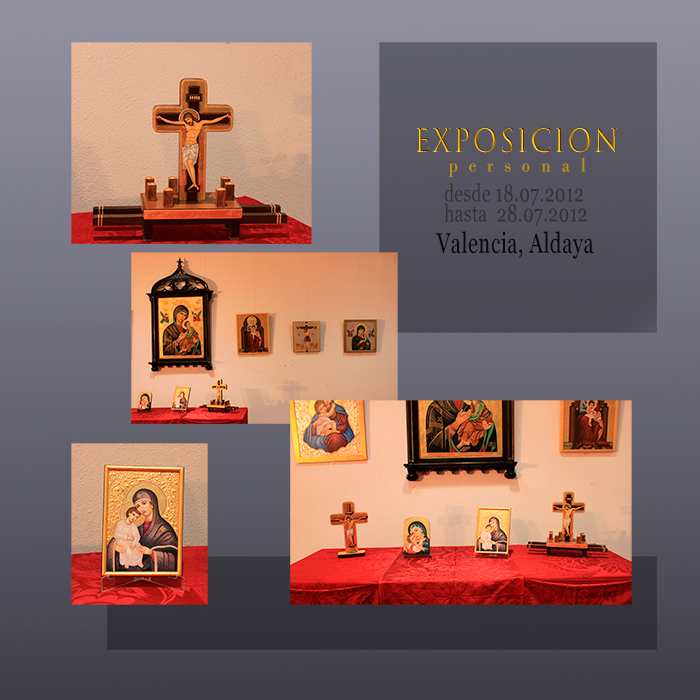 EXPOSICION
personal
desde 18.07.2012
hasta 28.07.2012
Valencia, Aldaya